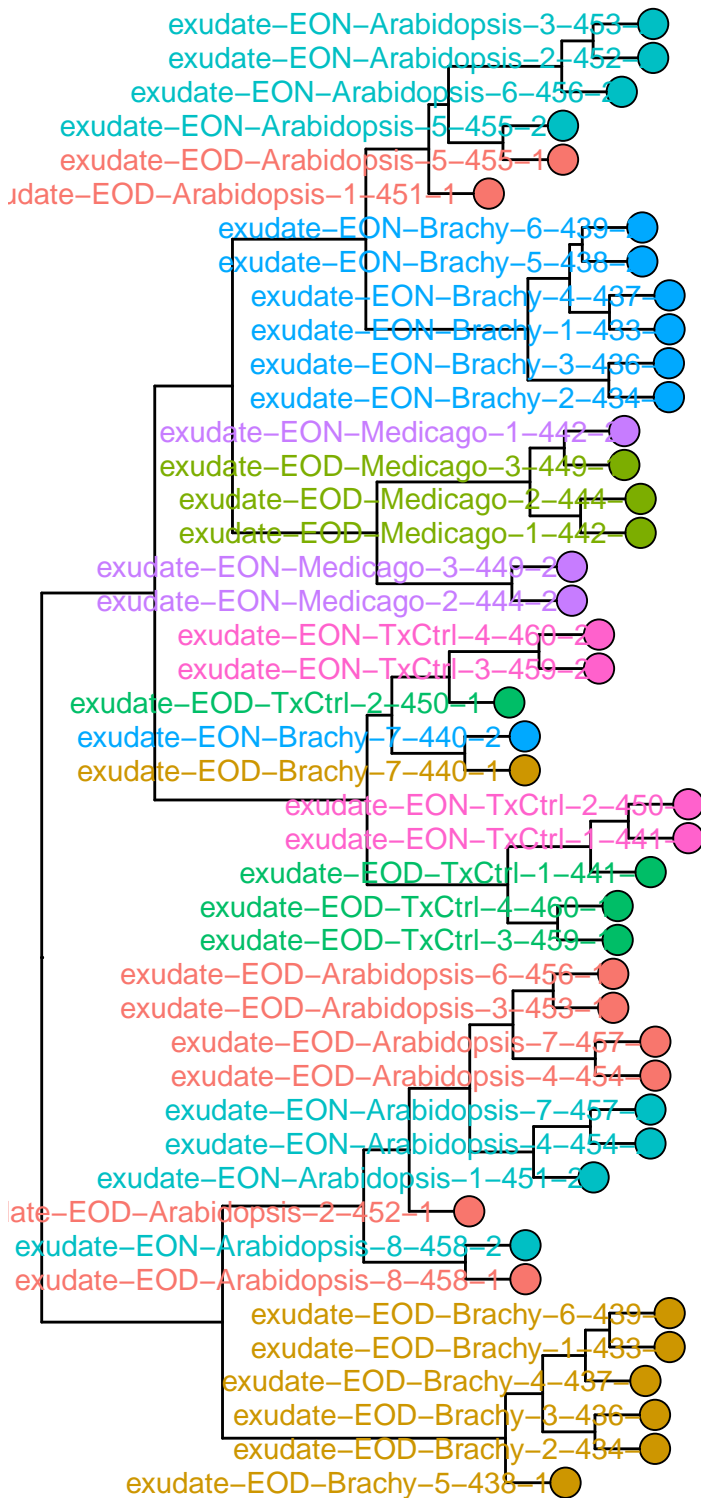 exudate−EON−Arabidopsis−3−453−
exudate−EON−Arabidopsis−2−452−
exudate−EON−Arabidopsis−6−456−2
exudate−EON−Arabidopsis−5−455−2
exudate−EOD−Arabidopsis−5−455−1
udate−EOD−Arabidopsis−1−451−1
exudate−EON−Brachy−6−439−
exudate−EON−Brachy−5−438−
exudate−EON−Brachy−4−437−
exudate−EON−Brachy−1−433−
exudate−EON−Brachy−3−436−
exudate−EON−Brachy−2−434−
exudate−EON−Medicago−1−442−2
exudate−EOD−Medicago−3−449−1
exudate−EOD−Medicago−2−444−
exudate−EOD−Medicago−1−442−
exudate−EON−Medicago−3−449−2
exudate−EON−Medicago−2−444−2
exudate−EON−TxCtrl−4−460−2
exudate−EON−TxCtrl−3−459−2
exudate−EOD−TxCtrl−2−450−1
exudate−EON−Brachy−7−440−2
exudate−EOD−Brachy−7−440−1
exudate−EON−TxCtrl−2−450−
exudate−EON−TxCtrl−1−441−
exudate−EOD−TxCtrl−1−441−
exudate−EOD−TxCtrl−4−460−1
exudate−EOD−TxCtrl−3−459−1
exudate−EOD−Arabidopsis−6−456−1
exudate−EOD−Arabidopsis−3−453−1
exudate−EOD−Arabidopsis−7−457−
exudate−EOD−Arabidopsis−4−454−
exudate−EON−Arabidopsis−7−457−
exudate−EON−Arabidopsis−4−454−
exudate−EON−Arabidopsis−1−451−2
date−EOD−Arabidopsis−2−452−1
exudate−EON−Arabidopsis−8−458−2
exudate−EOD−Arabidopsis−8−458−1
exudate−EOD−Brachy−6−439−
exudate−EOD−Brachy−1−433−
exudate−EOD−Brachy−4−437−
exudate−EOD−Brachy−3−436−
exudate−EOD−Brachy−2−434−
exudate−EOD−Brachy−5−438−1